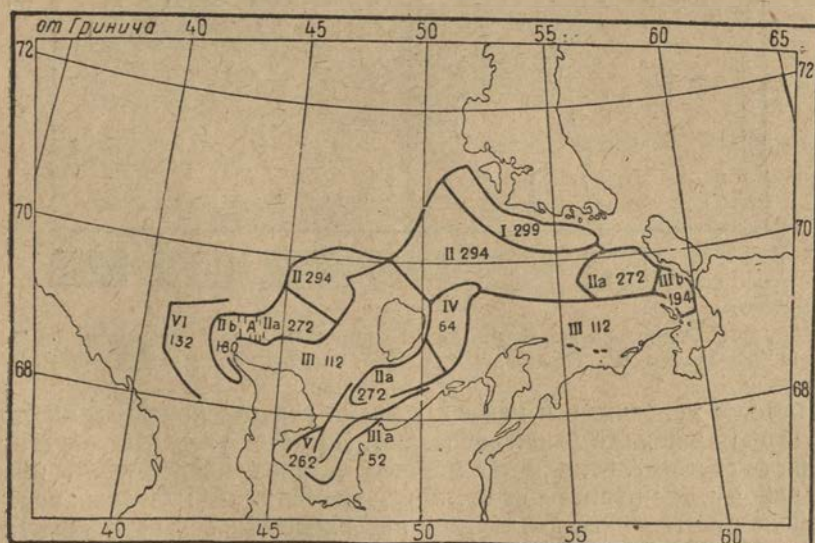 от Гринича 40 45 50 55 60 65
72 72
70 70
I 299
II 294
II 294
IIa 272
IIIb
194
IV
64
VI
132
IIb A IIa 272
180
III 112
III 112
IIa
272
68 68
V
262
IIIa
52
40 45 50 55 60